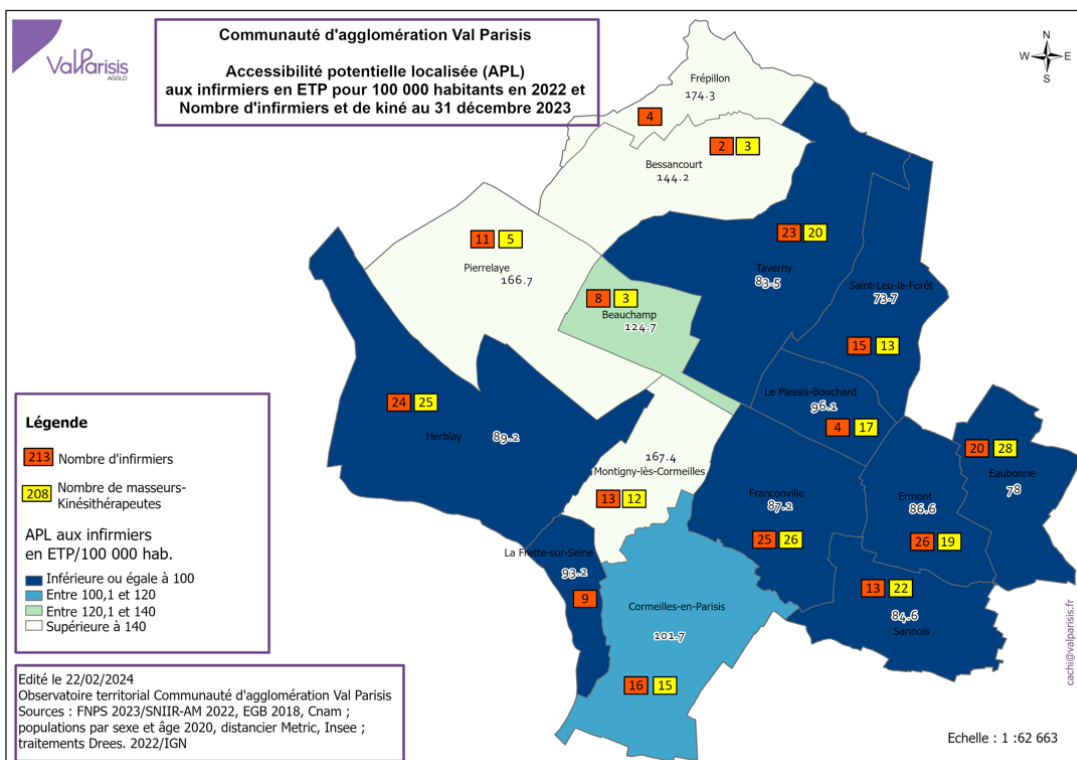 ValParisis
AGGLO
Communauté d'agglomération Val Parisis
Accessibilité potentielle localisée (APL)
aux infirmiers en ETP pour 100 000 habitants en 2022 et
Nombre d'infirmiers et de kiné au 31 décembre 2023
N
W E
S
Frépillon
174.3
4
2 3
Bessancourt
144.2
11 5
Pierrelaye
166.7
23 20
Taverny
83.5
Saint-Leu-la-Forêt
73.7
15 13
8 3
Beauchamp
124.7
Le Plessis-Bouchard
96.1
4 17
24 25
Herblay
89.2
167.4
Montigny-lès-Cormeilles
13 12
20 28
Eaubonne
78
Franconville
87.2
25 26
Ermont
86.6
26 19
La Frette-sur-Seine
93.2
9
13 22
84.6
Sannois
Cormeilles-en-Parisis
101.7
16 15
Légende
213 Nombre d'infirmiers
208 Nombre de masseurs-
Kinésithérapeutes
APL aux infirmiers
en ETP/100 000 hab.
Inférieure ou égale à 100
Entre 100,1 et 120
Entre 120,1 et 140
Supérieure à 140
Edité le 22/02/2024
Observatoire territorial Communauté d'agglomération Val Parisis
Sources : FNPS 2023/SNIIR-AM 2022, EGB 2018, Cnam ;
populations par sexe et âge 2020, distancier Metric, Insee ;
traitements Drees. 2022/IGN
cachi@valparisis.fr
Echelle : 1 :62 663